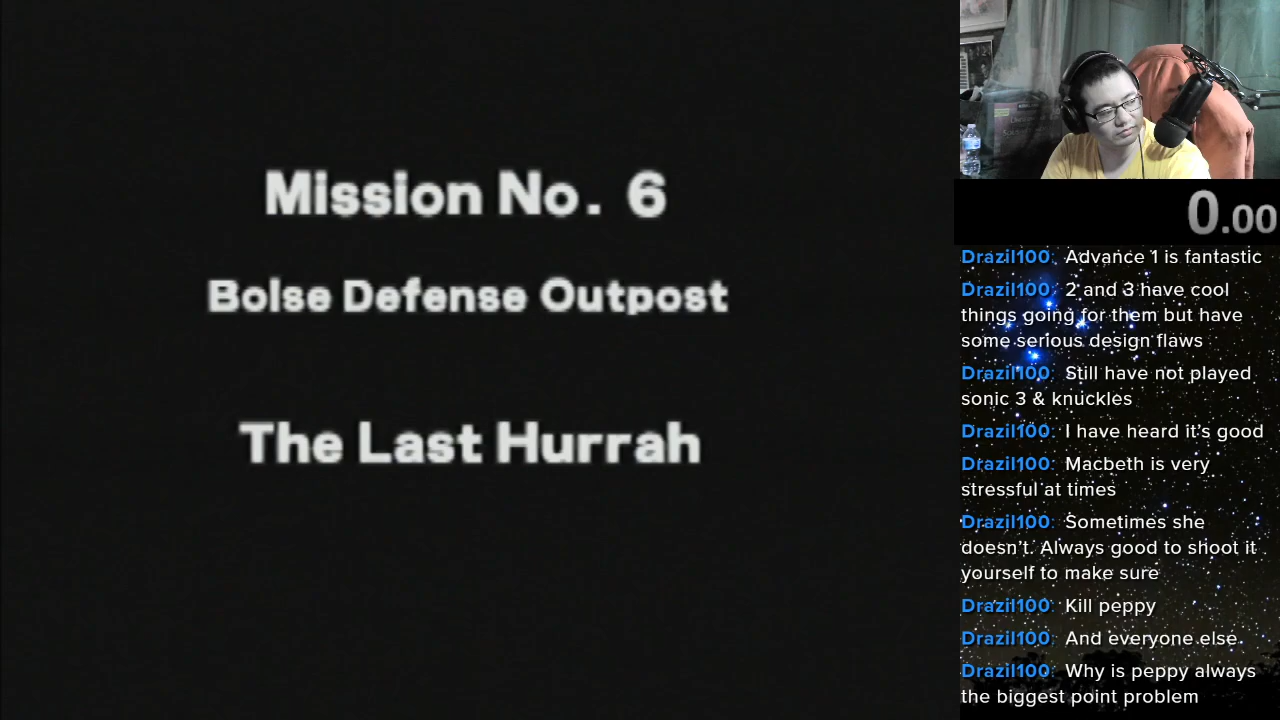 Mission No. 6
Bolse Defense Outpost
The Last Hurrah
0.00
Drazil100: Advance 1 is fantastic
Drazil100: 2 and 3 have cool
things going for them but have
some serious design flaws
Drazil100: Still have not played
sonic 3 & knuckles
Drazil100: I have heard it's good
Drazil100: Macbeth is very
stressful at times
Drazil100: Sometimes she
doesn't. Always good to shoot it
yourself to make sure
Drazil100: Kill peppy
Drazil100: And everyone else
Drazil100: Why is peppy always
the biggest point problem